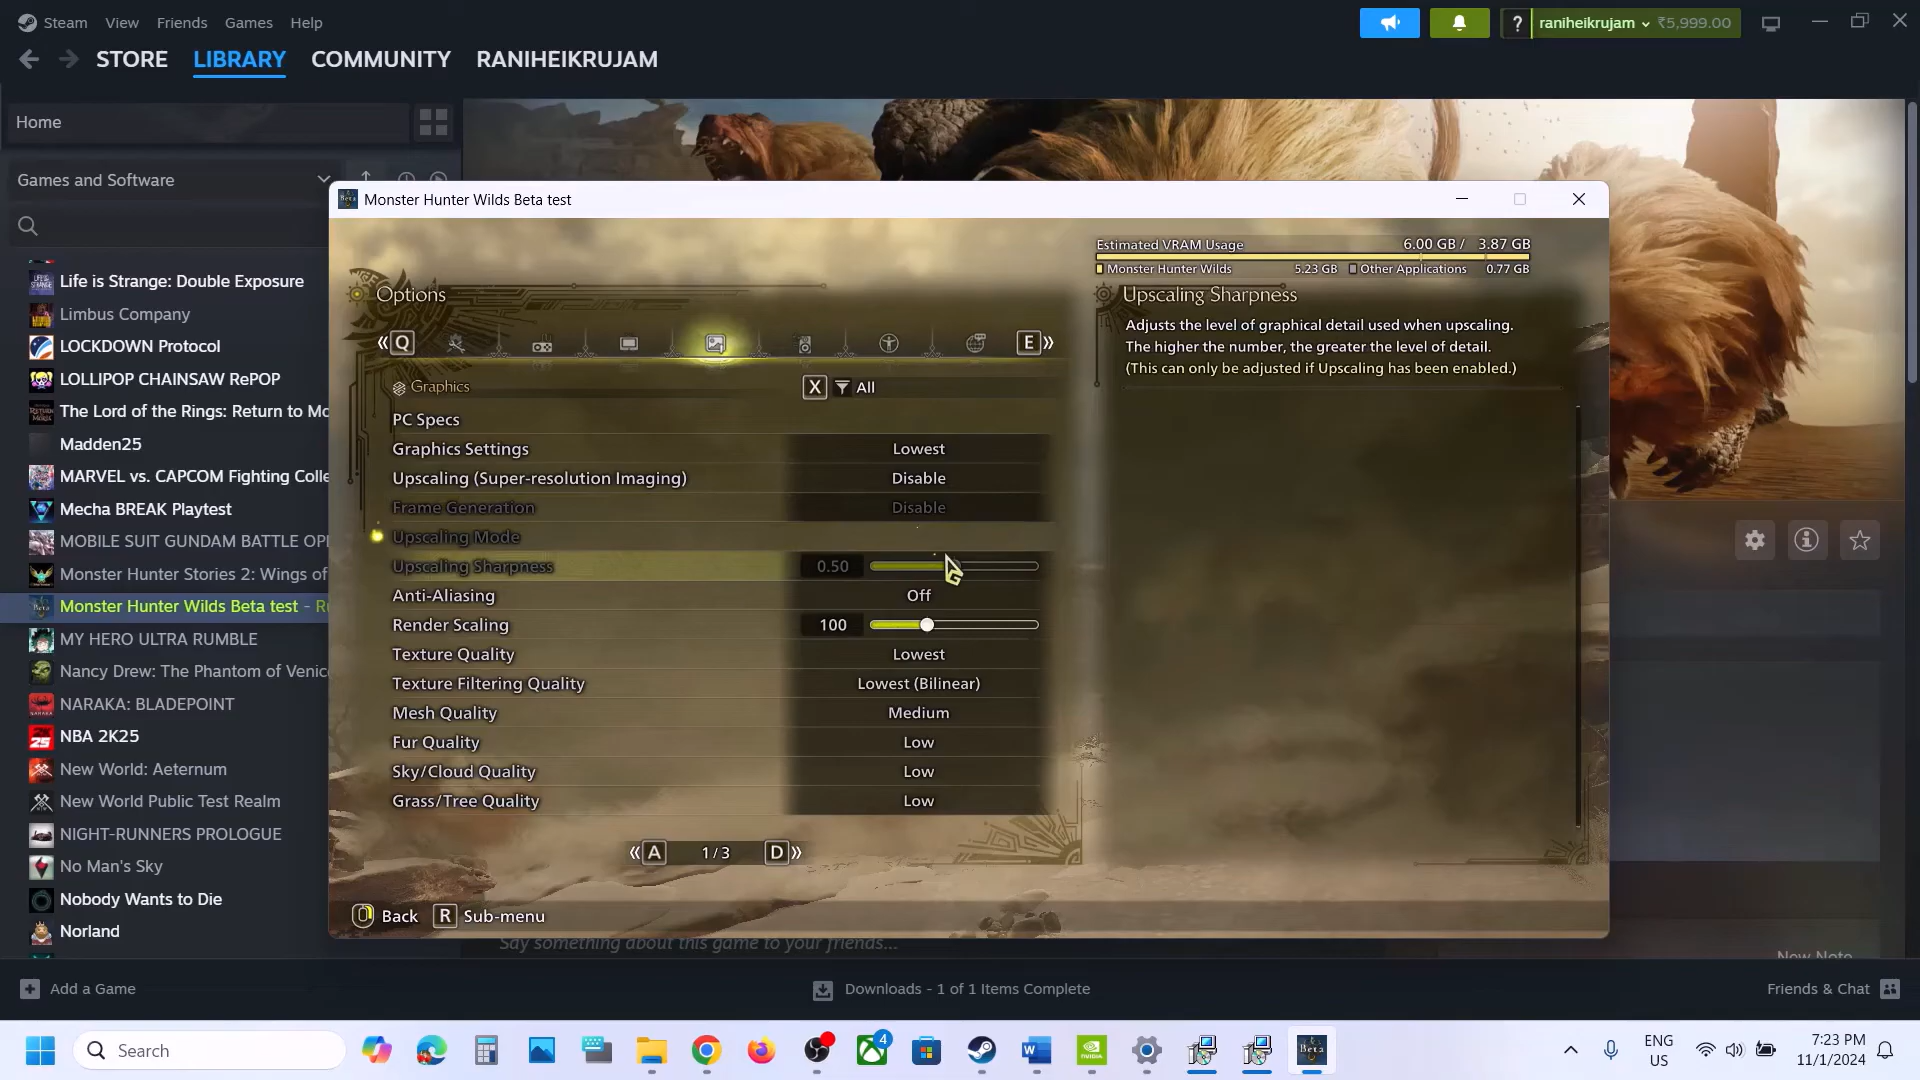 Steam View Friends Games Help
? raniheikrujam ₹5,999.00
STORE LIBRARY COMMUNITY RANIHEIKRUJAM
Home
Games and Software
Life is Strange: Double Exposure
Limbus Company
LOCKDOWN Protocol
LOLLIPOP CHAINSAW RePOP
The Lord of the Rings: Return to Mo
Madden25
MARVEL vs. CAPCOM Fighting Colle
Mecha BREAK Playtest
MOBILE SUIT GUNDAM BATTLE OPE
Monster Hunter Stories 2: Wings of
Monster Hunter Wilds Beta test - Ru
MY HERO ULTRA RUMBLE
Nancy Drew: The Phantom of Venice
NARAKA: BLADEPOINT
NBA 2K25
New World: Aeternum
New World Public Test Realm
NIGHT-RUNNERS PROLOGUE
No Man's Sky
Nobody Wants to Die
Norland
Monster Hunter Wilds Beta test
Estimated VRAM Usage 6.00 GB / 3.87 GB
Monster Hunter Wilds 5.23 GB Other Applications 0.77 GB
Options
Q E
Graphics X All
PC Specs
Graphics Settings Lowest
Upscaling (Super-resolution Imaging) Disable
Frame Generation Disable
Upscaling Mode
Upscaling Sharpness 0.50
Anti-Aliasing Off
Render Scaling 100
Texture Quality Lowest
Texture Filtering Quality Lowest (Bilinear)
Mesh Quality Medium
Fur Quality Low
Sky/Cloud Quality Low
Grass/Tree Quality Low
A 1/3 D
Back R Sub-menu
Upscaling Sharpness
Adjusts the level of graphical detail used when upscaling.
The higher the number, the greater the level of detail.
(This can only be adjusted if Upscaling has been enabled.)
Say something about this game to your friends...
New Note
Add a Game
Downloads - 1 of 1 Items Complete
Friends & Chat
Search
4
ENG
US
7:23 PM
11/1/2024